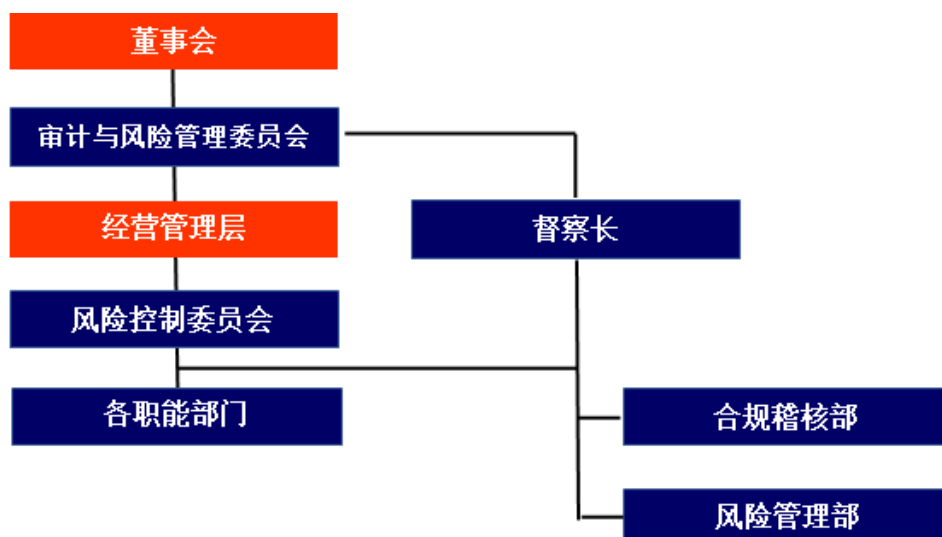 董事会
审计与风险管理委员会
经营管理层
督察长
风险控制委员会
各职能部门
合规稽核部
风险管理部